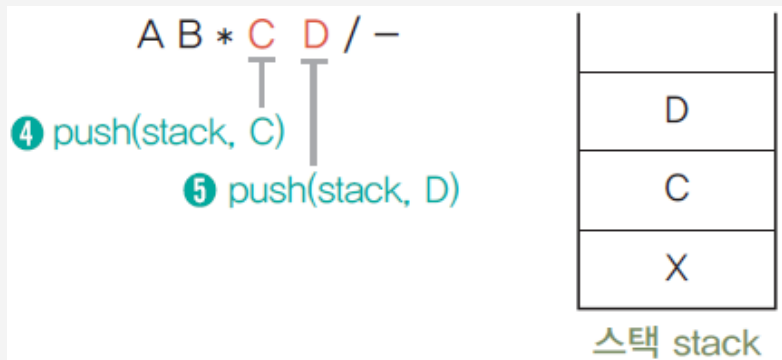 A B * C D / −
❹ push(stack, C)
❺ push(stack, D)
D
C
X
스택 stack